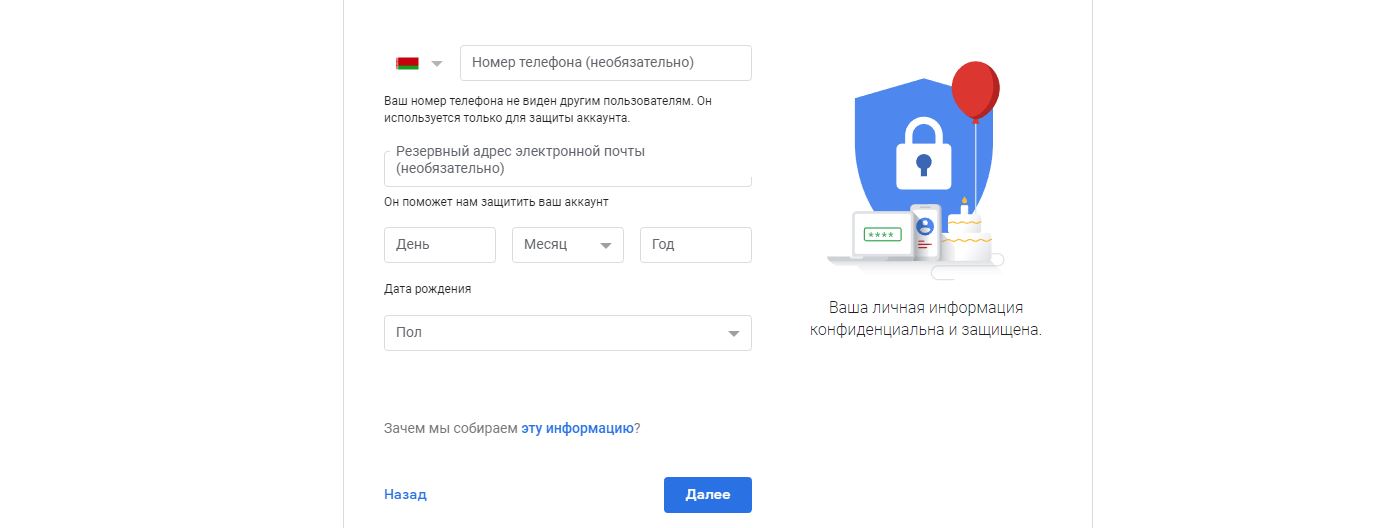 Номер телефона (необязательно)
Ваш номер телефона не виден другим пользователям. Он
используется только для защиты аккаунта.
Резервный адрес электронной почты
(необязательно)
Он поможет нам защитить ваш аккаунт
День
Месяц
Год
Дата рождения
Пол
Зачем мы собираем эту информацию?
Назад
Далее
****
Ваша личная информация
конфиденциальна и защищена.